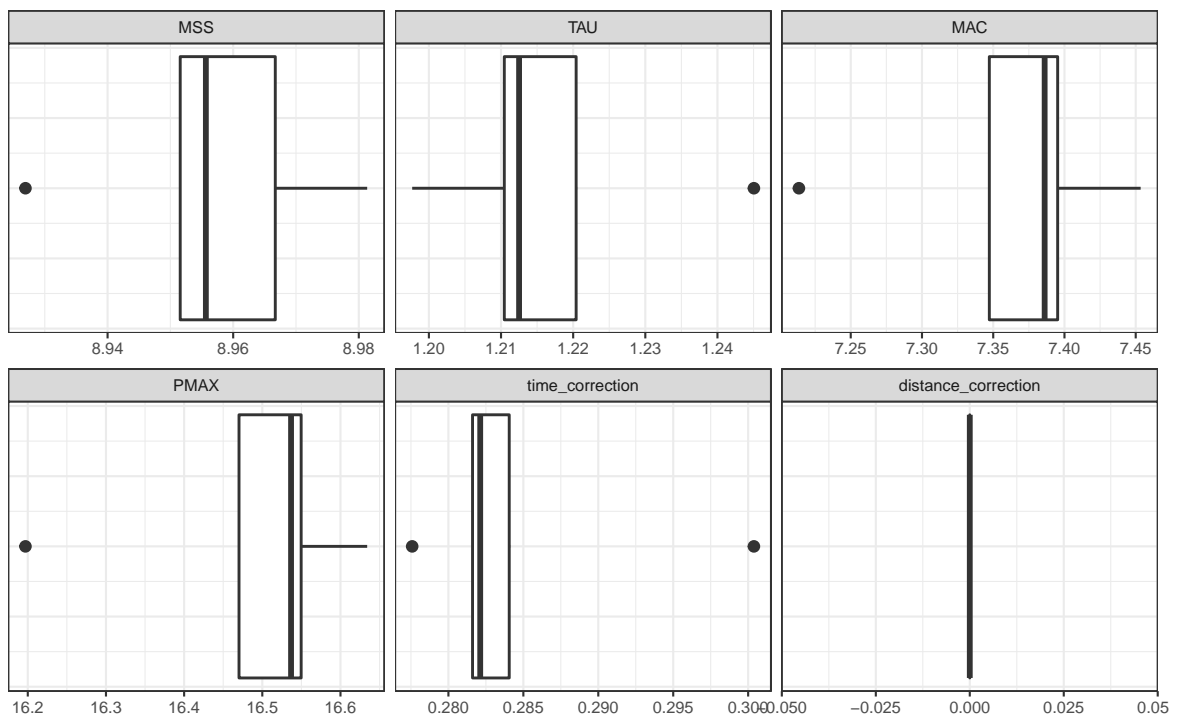 MSS TAU MAC
8.94 8.96 8.98 1.20 1.21 1.22 1.23 1.24 7.25 7.30 7.35 7.40 7.45
PMAX time_correction distance_correction
16.2 16.3 16.4 16.5 16.6 0.280 0.285 0.290 0.295 0.300 −0.050 −0.025 0.000 0.025 0.05